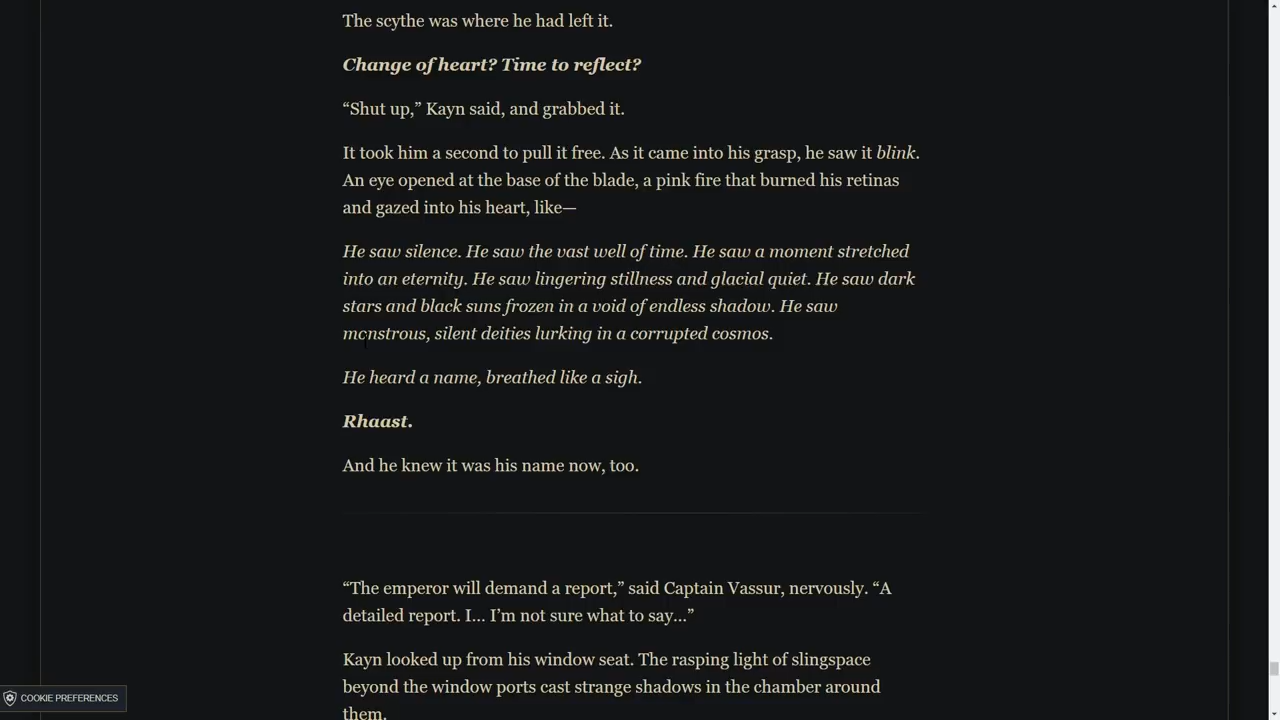 The scythe was where he had left it.
Change of heart? Time to reflect?
“Shut up,” Kayn said, and grabbed it.
It took him a second to pull it free. As it came into his grasp, he saw it blink.
An eye opened at the base of the blade, a pink fire that burned his retinas
and gazed into his heart, like—
He saw silence. He saw the vast well of time. He saw a moment stretched
into an eternity. He saw lingering stillness and glacial quiet. He saw dark
stars and black suns frozen in a void of endless shadow. He saw
monstrous, silent deities lurking in a corrupted cosmos.
He heard a name, breathed like a sigh.
Rhaast.
And he knew it was his name now, too.
“The emperor will demand a report,” said Captain Vassur, nervously. “A
detailed report. I… I’m not sure what to say…”
Kayn looked up from his window seat. The rasping light of slingspace
beyond the window ports cast strange shadows in the chamber around
them.
COOKIE PREFERENCES